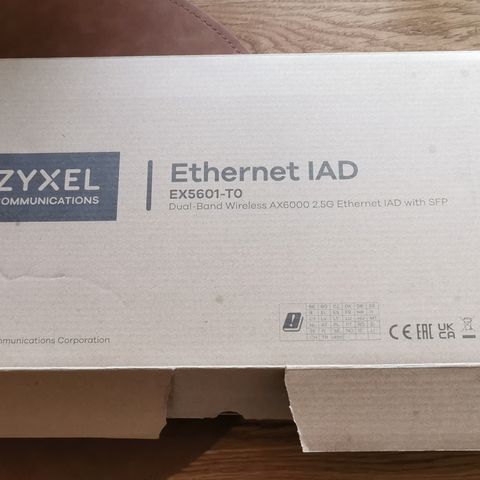 ZYXEL
COMMUNICATIONS
Ethernet IAD
EX5601-T0
Dual-Band Wireless AX6000 2.5G Ethernet IAD with SFP
CE EAC UK CA
Communications Corporation